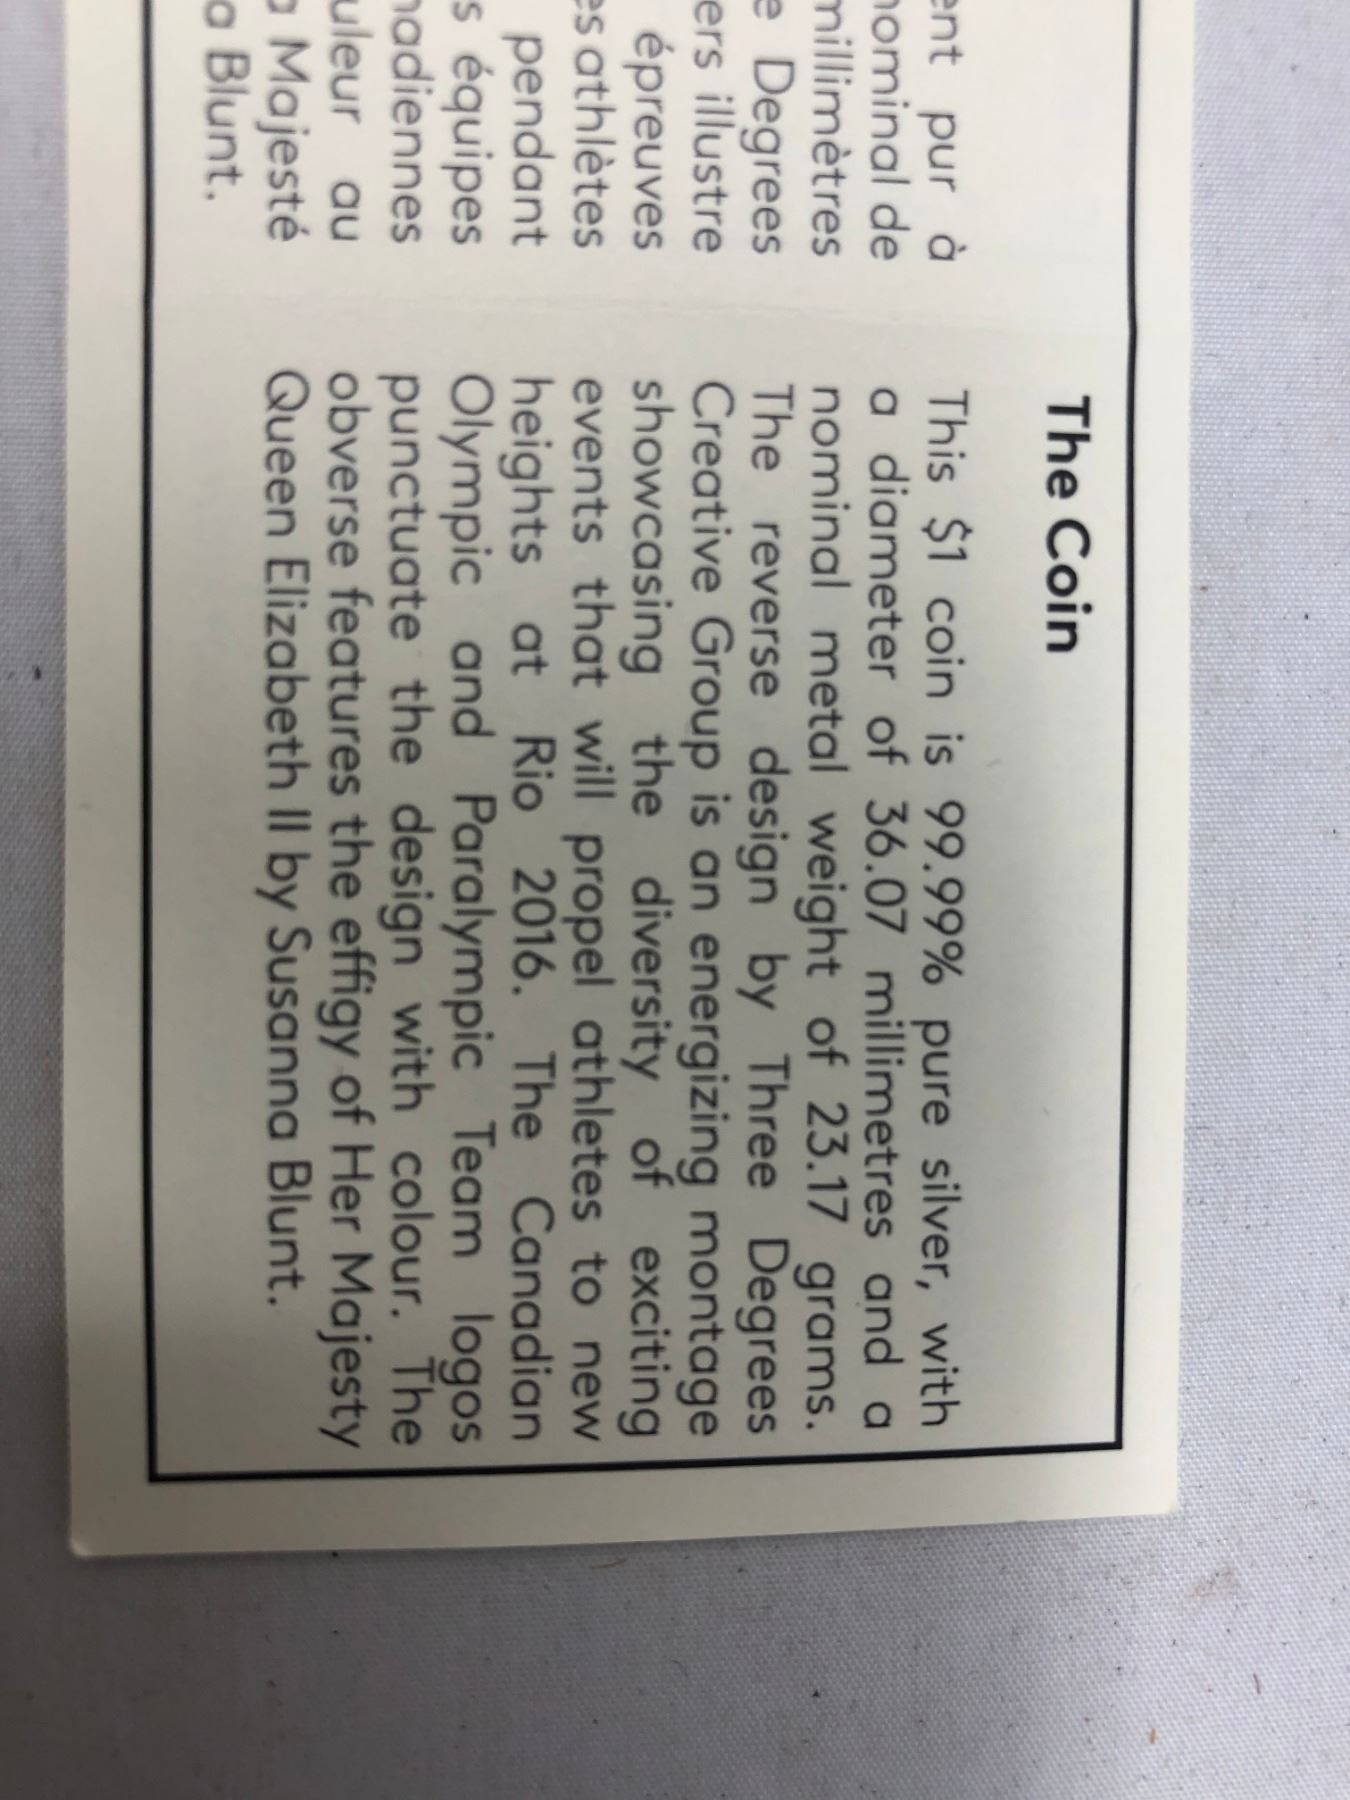 ent pur à
nominal de
millimètres
e Degrees
ers illustre
épreuves
es athlètes
pendant
s équipes
nadiennes
uleur au
a Majesté
a Blunt.
The Coin
This $1 coin is 99.99% pure silver, with
a diameter of 36.07 millimetres and a
nominal metal weight of 23.17 grams.
The reverse design by Three Degrees
Creative Group is an energizing montage
showcasing the diversity of exciting
events that will propel athletes to new
heights at Rio 2016. The Canadian
Olympic and Paralympic Team logos
punctuate the design with colour. The
obverse features the effigy of Her Majesty
Queen Elizabeth II by Susanna Blunt.